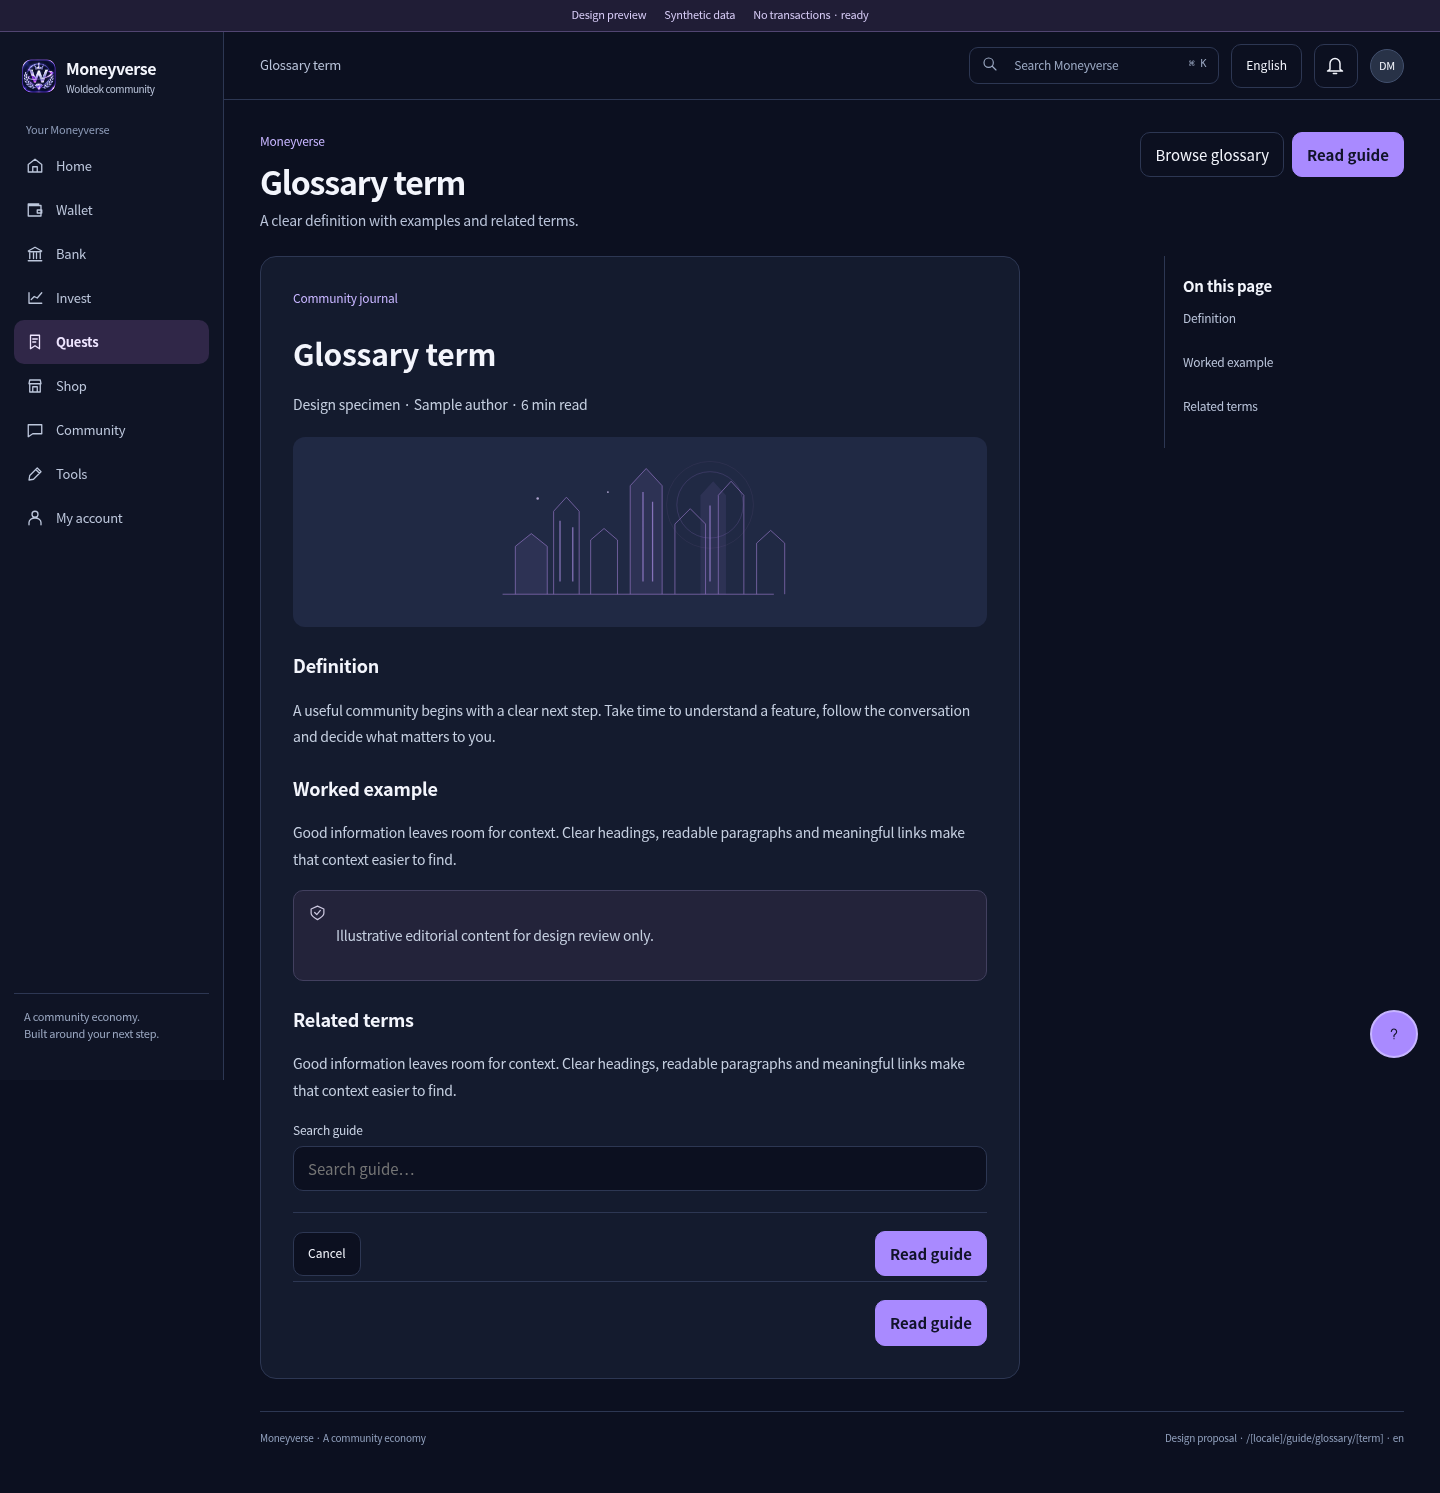 Design preview Synthetic data No transactions · ready
Moneyverse
Woldeok community
Your Moneyverse
Home
Wallet
Bank
Invest
Quests
Shop
Community
Tools
My account
A community economy.
Built around your next step.
Glossary term
Search Moneyverse ⌘ K
English
DM
Moneyverse
Glossary term
A clear definition with examples and related terms.
Browse glossary
Read guide
Community journal
Glossary term
Design specimen · Sample author · 6 min read
Definition
A useful community begins with a clear next step. Take time to understand a feature, follow the conversation
and decide what matters to you.
Worked example
Good information leaves room for context. Clear headings, readable paragraphs and meaningful links make
that context easier to find.
Illustrative editorial content for design review only.
Related terms
Good information leaves room for context. Clear headings, readable paragraphs and meaningful links make
that context easier to find.
Search guide
Search guide…
Cancel
Read guide
Read guide
On this page
Definition
Worked example
Related terms
?
Moneyverse · A community economy
Design proposal · /[locale]/guide/glossary/[term] · en